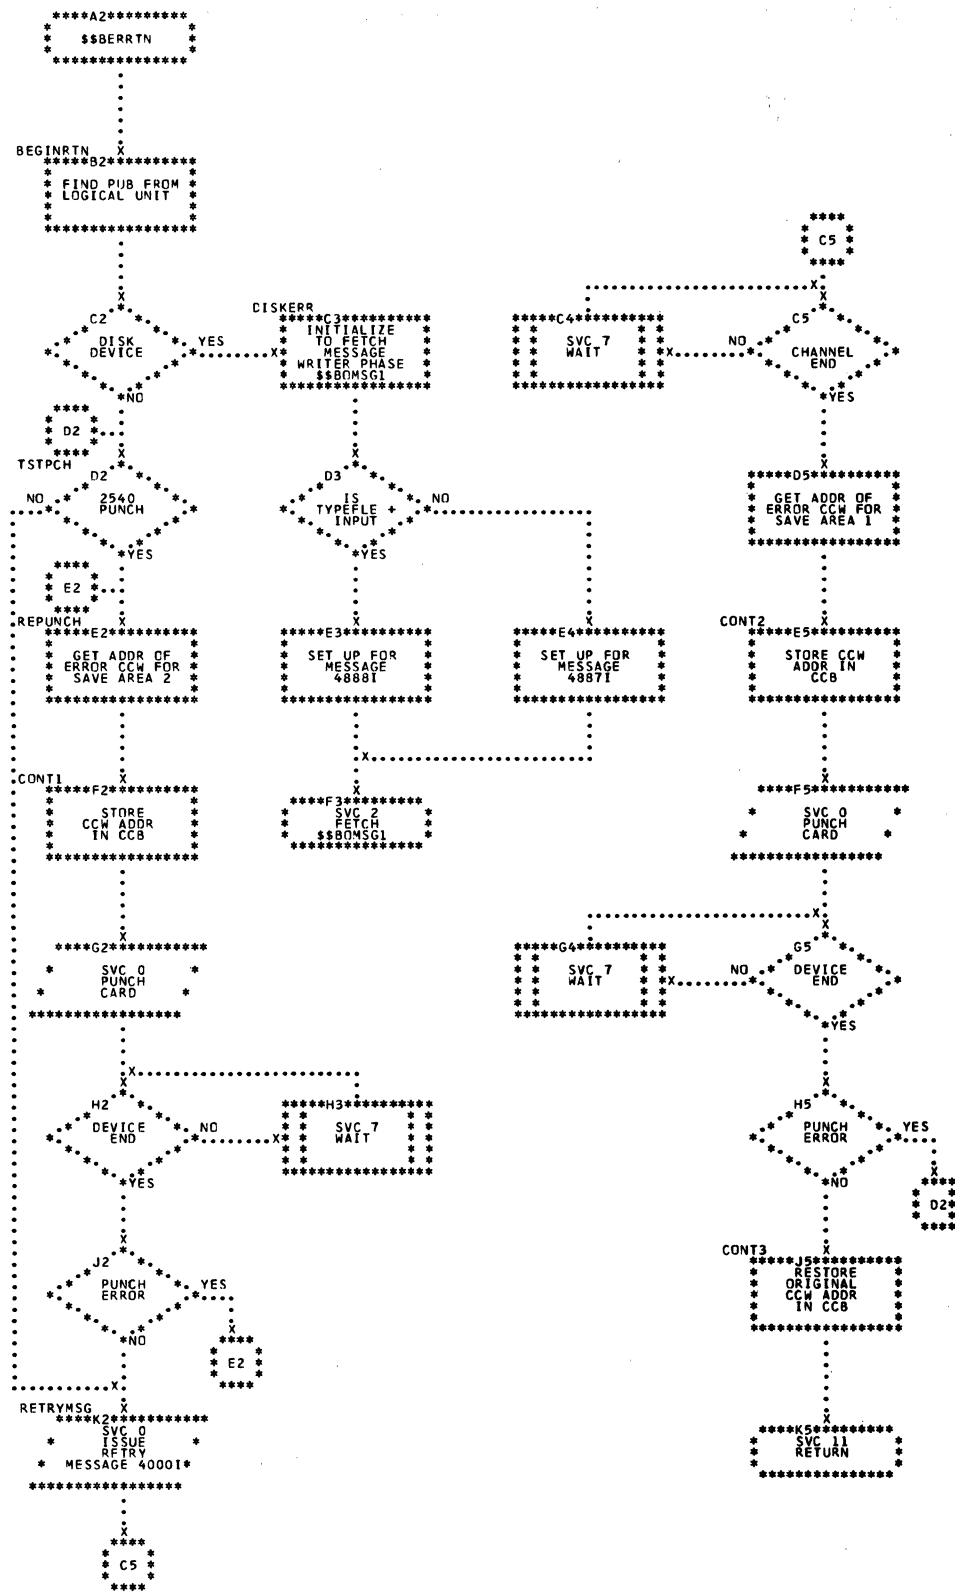 ****A2*********
$$BERRTN
BEGINRTN
*****B2**********
FIND PUB FROM
LOGICAL UNIT
C2
DISK
DEVICE
YES
NO
D2
TSTPCH
D2
2540
PUNCH
NO
YES
E2
REPUNCH
*****E2**********
GET ADDR OF
ERROR CCW FOR
SAVE AREA 2
CONT1
*****F2**********
STORE
CCW ADDR
IN CCB
****G2***********
SVC 0
PUNCH
CARD
H2
DEVICE
END
NO
YES
*****H3**********
SVC 7
WAIT
J2
PUNCH
ERROR
YES
NO
E2
RETRYMSG
****K2***********
SVC 0
ISSUE
RETRY
MESSAGE 4000I
C5
DISKERR
*****C3**********
INITIALIZE
TO FETCH
MESSAGE
WRITER PHASE
$$BOMSG1
D3
IS
TYPEFLE +
INPUT
NO
YES
*****E3**********
SET UP FOR
MESSAGE
4888I
*****E4**********
SET UP FOR
MESSAGE
4887I
****F3*********
SVC 2
FETCH
$$BOMSG1
C5
*****C4**********
SVC 7
WAIT
C5
CHANNEL
END
NO
YES
*****D5**********
GET ADDR OF
ERROR CCW FOR
SAVE AREA 1
CONT2
*****E5**********
STORE CCW
ADDR IN
CCB
****F5***********
SVC 0
PUNCH
CARD
*****G4**********
SVC 7
WAIT
G5
DEVICE
END
NO
YES
H5
PUNCH
ERROR
YES
NO
D2
CONT3
*****J5**********
RESTORE
ORIGINAL
CCW ADDR
IN CCB
****K5*********
SVC 11
RETURN